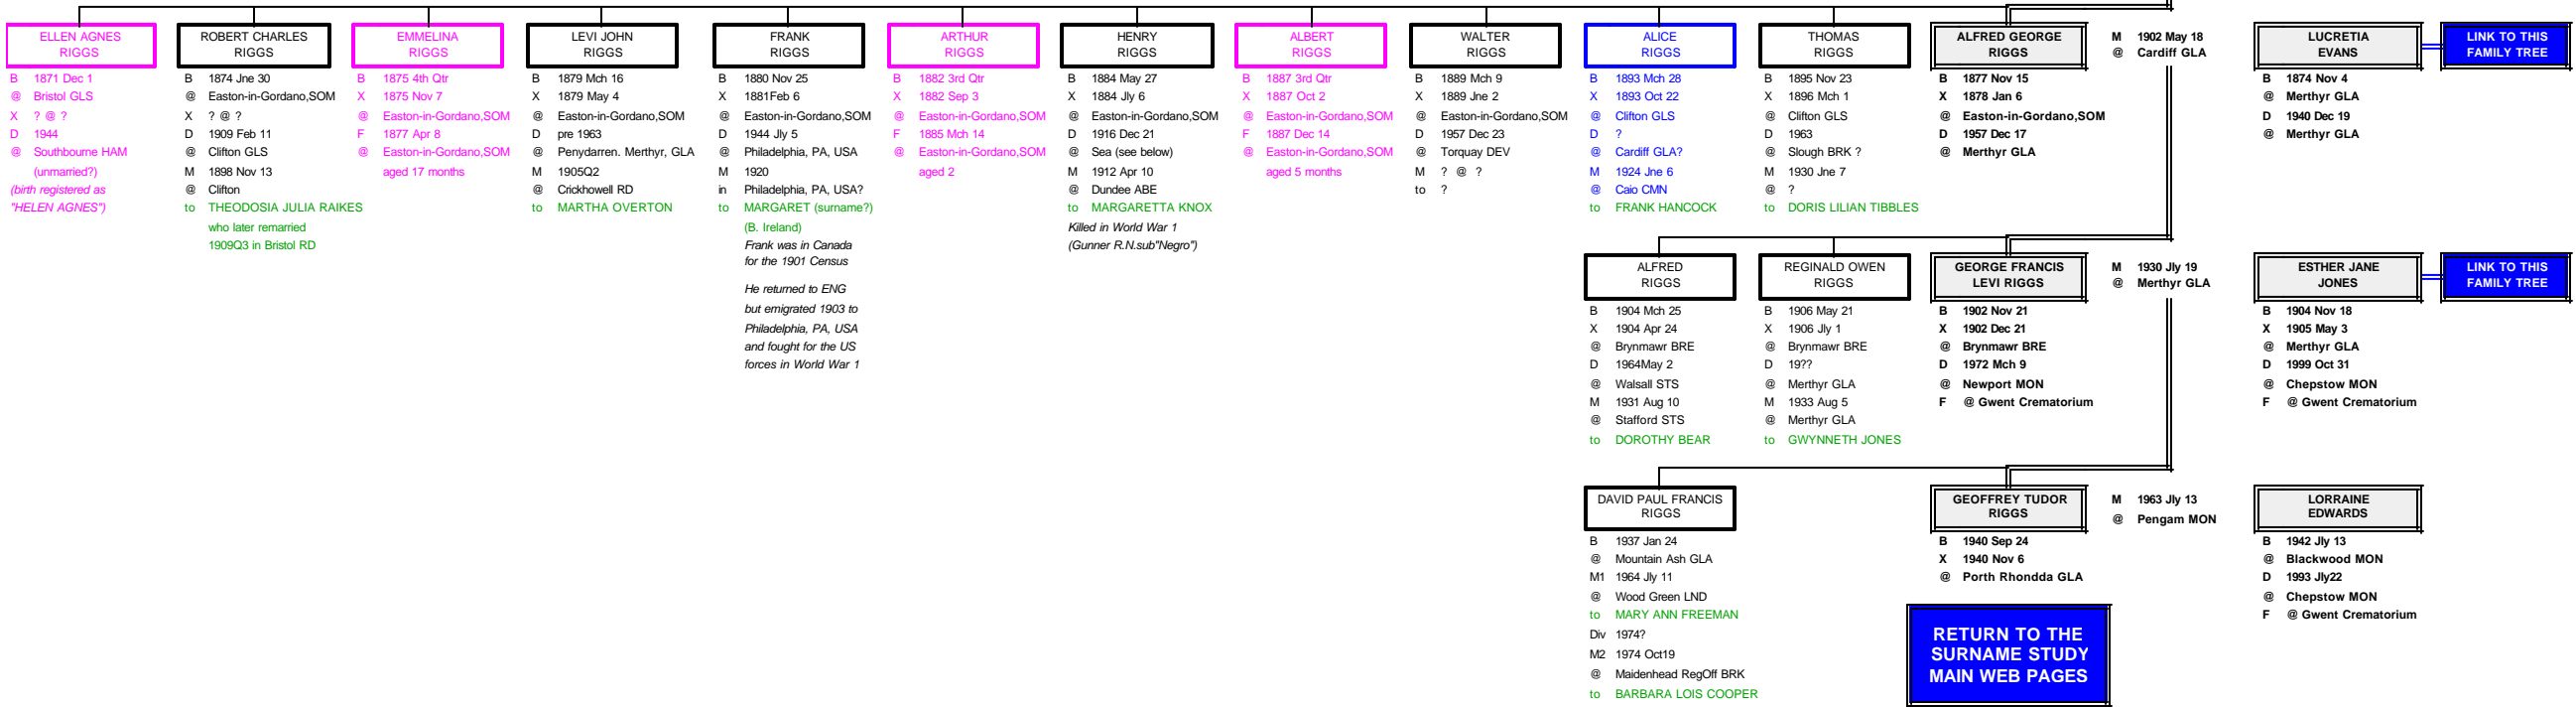 ELLEN AGNES
RIGGS
B 1871 Dec 1
@ Bristol GLS
X ? @ ?
D 1944
@ Southbourne HAM
(unmarried?)
(birth registered as
"HELEN AGNES")
ROBERT CHARLES
RIGGS
B 1874 Jne 30
@ Easton-in-Gordano,SOM
X ? @ ?
D 1909 Feb 11
@ Clifton GLS
M 1898 Nov 13
@ Clifton
to THEODOSIA JULIA RAIKES
who later remarried
1909Q3 in Bristol RD
EMMELINA
RIGGS
B 1875 4th Qtr
X 1875 Nov 7
@ Easton-in-Gordano,SOM
F 1877 Apr 8
@ Easton-in-Gordano,SOM
aged 17 months
LEVI JOHN
RIGGS
B 1879 Mch 16
X 1879 May 4
@ Easton-in-Gordano,SOM
D pre 1963
@ Penydarren. Merthyr, GLA
M 1905Q2
@ Crickhowell RD
to MARTHA OVERTON
FRANK
RIGGS
B 1880 Nov 25
X 1881Feb 6
@ Easton-in-Gordano,SOM
D 1944 Jly 5
@ Philadelphia, PA, USA
M 1920
in Philadelphia, PA, USA?
to MARGARET (surname?)
(B. Ireland)
Frank was in Canada
for the 1901 Census
He returned to ENG
but emigrated 1903 to
Philadelphia, PA, USA
and fought for the US
forces in World War 1
ARTHUR
RIGGS
B 1882 3rd Qtr
X 1882 Sep 3
@ Easton-in-Gordano,SOM
F 1885 Mch 14
@ Easton-in-Gordano,SOM
aged 2
HENRY
RIGGS
B 1884 May 27
X 1884 Jly 6
@ Easton-in-Gordano,SOM
D 1916 Dec 21
@ Sea (see below)
M 1912 Apr 10
@ Dundee ABE
to MARGARETTA KNOX
Killed in World War 1
(Gunner R.N.sub"Negro")
ALBERT
RIGGS
B 1887 3rd Qtr
X 1887 Oct 2
@ Easton-in-Gordano,SOM
F 1887 Dec 14
@ Easton-in-Gordano,SOM
aged 5 months
WALTER
RIGGS
B 1889 Mch 9
X 1889 Jne 2
@ Easton-in-Gordano,SOM
D 1957 Dec 23
@ Torquay DEV
M ? @ ?
to ?
ALICE
RIGGS
B 1893 Mch 28
X 1893 Oct 22
@ Clifton GLS
D ?
@ Cardiff GLA?
M 1924 Jne 6
@ Caio CMN
to FRANK HANCOCK
THOMAS
RIGGS
B 1895 Nov 23
X 1896 Mch 1
@ Clifton GLS
D 1963
@ Slough BRK ?
M 1930 Jne 7
@ ?
to DORIS LILIAN TIBBLES
ALFRED GEORGE
RIGGS
B 1877 Nov 15
X 1878 Jan 6
@ Easton-in-Gordano,SOM
D 1957 Dec 17
@ Merthyr GLA
M 1902 May 18
@ Cardiff GLA
LUCRETIA
EVANS
B 1874 Nov 4
@ Merthyr GLA
D 1940 Dec 19
@ Merthyr GLA
LINK TO THIS
FAMILY TREE
ALFRED
RIGGS
B 1904 Mch 25
X 1904 Apr 24
@ Brynmawr BRE
D 1964May 2
@ Walsall STS
M 1931 Aug 10
@ Stafford STS
to DOROTHY BEAR
REGINALD OWEN
RIGGS
B 1906 May 21
X 1906 Jly 1
@ Brynmawr BRE
D 19??
@ Merthyr GLA
M 1933 Aug 5
@ Merthyr GLA
to GWYNNETH JONES
GEORGE FRANCIS
LEVI RIGGS
B 1902 Nov 21
X 1902 Dec 21
@ Brynmawr BRE
D 1972 Mch 9
@ Newport MON
F @ Gwent Crematorium
M 1930 Jly 19
@ Merthyr GLA
ESTHER JANE
JONES
B 1904 Nov 18
X 1905 May 3
@ Merthyr GLA
D 1999 Oct 31
@ Chepstow MON
F @ Gwent Crematorium
LINK TO THIS
FAMILY TREE
DAVID PAUL FRANCIS
RIGGS
B 1937 Jan 24
@ Mountain Ash GLA
M1 1964 Jly 11
@ Wood Green LND
to MARY ANN FREEMAN
Div 1974?
M2 1974 Oct19
@ Maidenhead RegOff BRK
to BARBARA LOIS COOPER
GEOFFREY TUDOR
RIGGS
B 1940 Sep 24
X 1940 Nov 6
@ Porth Rhondda GLA
M 1963 Jly 13
@ Pengam MON
LORRAINE
EDWARDS
B 1942 Jly 13
@ Blackwood MON
D 1993 Jly22
@ Chepstow MON
F @ Gwent Crematorium
RETURN TO THE
SURNAME STUDY
MAIN WEB PAGES